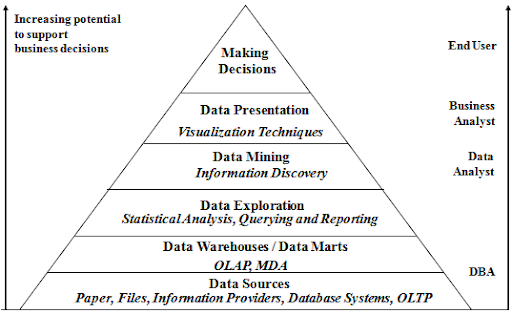 Increasing potential
to support
business decisions
Making
Decisions
End User
Data Presentation
Visualization Techniques
Business
Analyst
Data Mining
Information Discovery
Data
Analyst
Data Exploration
Statistical Analysis, Querying and Reporting
Data Warehouses / Data Marts
OLAP, MDA
DBA
Data Sources
Paper, Files, Information Providers, Database Systems, OLTP